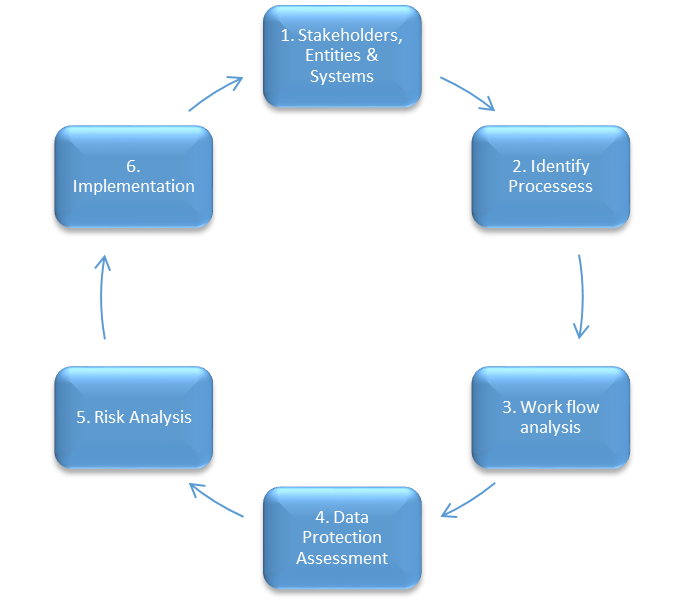 1. Stakeholders,
Entities &
Systems
2. Identify
Processess
3. Work flow
analysis
4. Data
Protection
Assessment
5. Risk Analysis
6.
Implementation